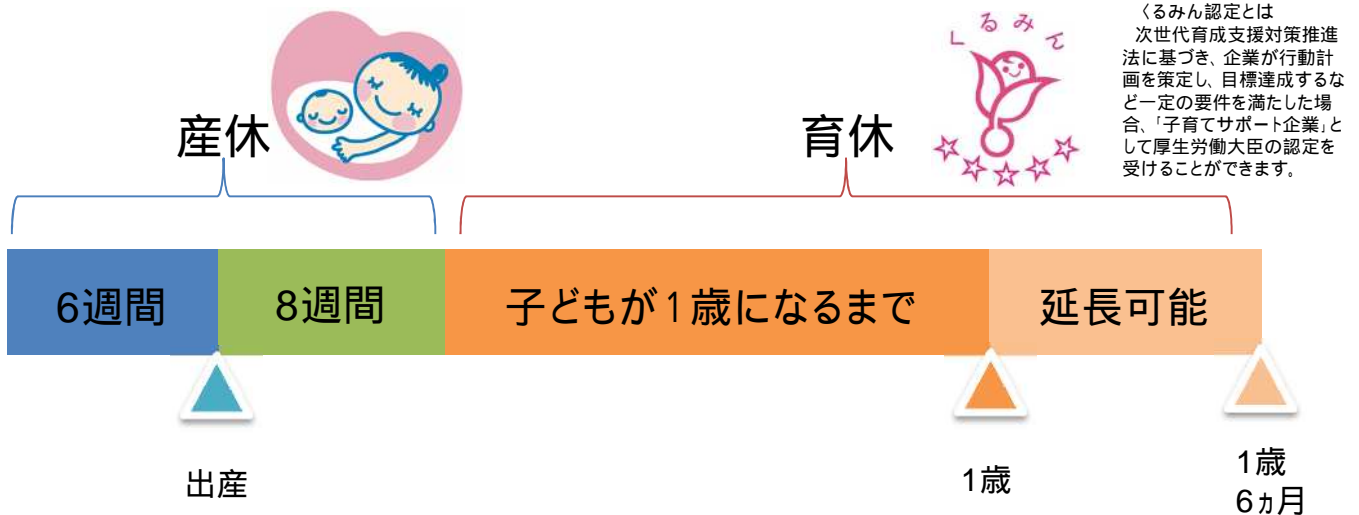 くるみん
くるみん認定とは
次世代育成支援対策推進
法に基づき、企業が行動計
画を策定し、目標達成するな
ど一定の要件を満たした場
合、「子育てサポート企業」と
して厚生労働大臣の認定を
受けることができます。
産休
育休
6週間
8週間
子どもが1歳になるまで
延長可能
出産
1歳
1歳
6ヵ月